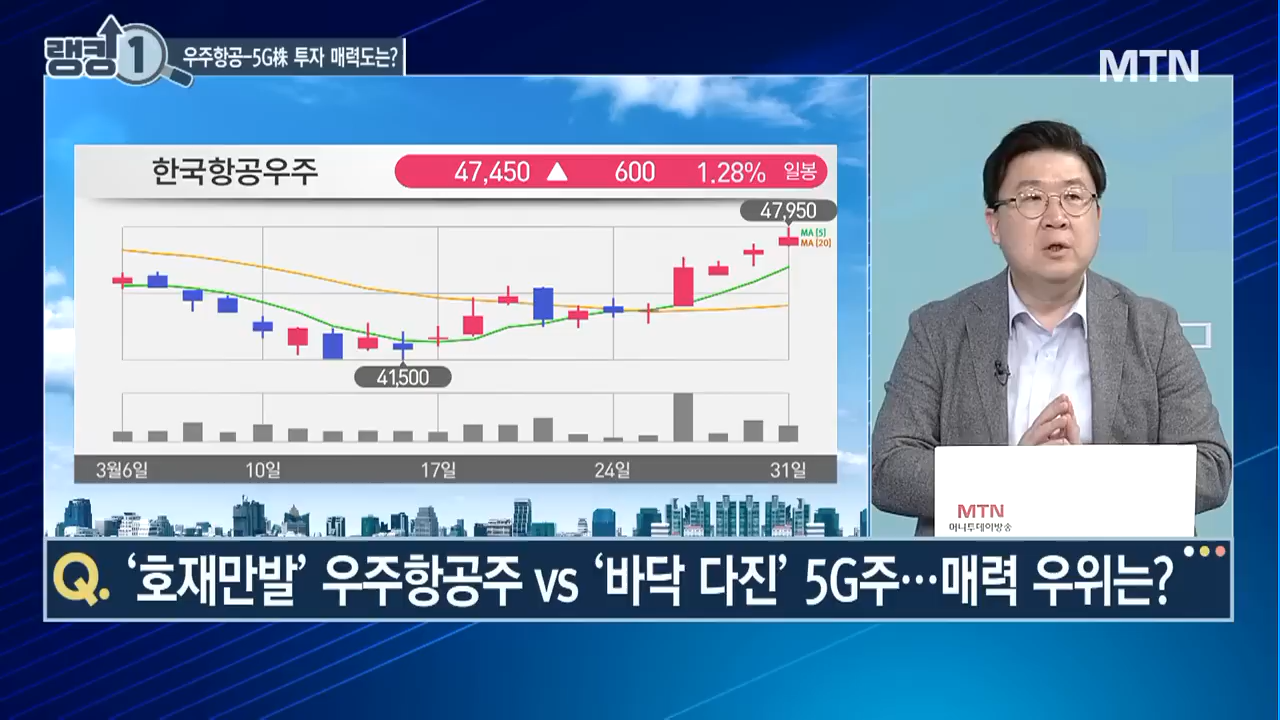 랭킹1
우주항공-5G株 투자 매력도는?
MTN
한국항공우주
47,450 ▲ 600 1.28% 일봉
47,950
MA [5]
MA [20]
41,500
3월6일 10일 17일 24일 31일
MTN
머니투데이방송
Q. ‘호재만발’ 우주항공주 vs ‘바닥 다진’ 5G주…매력 우위는?